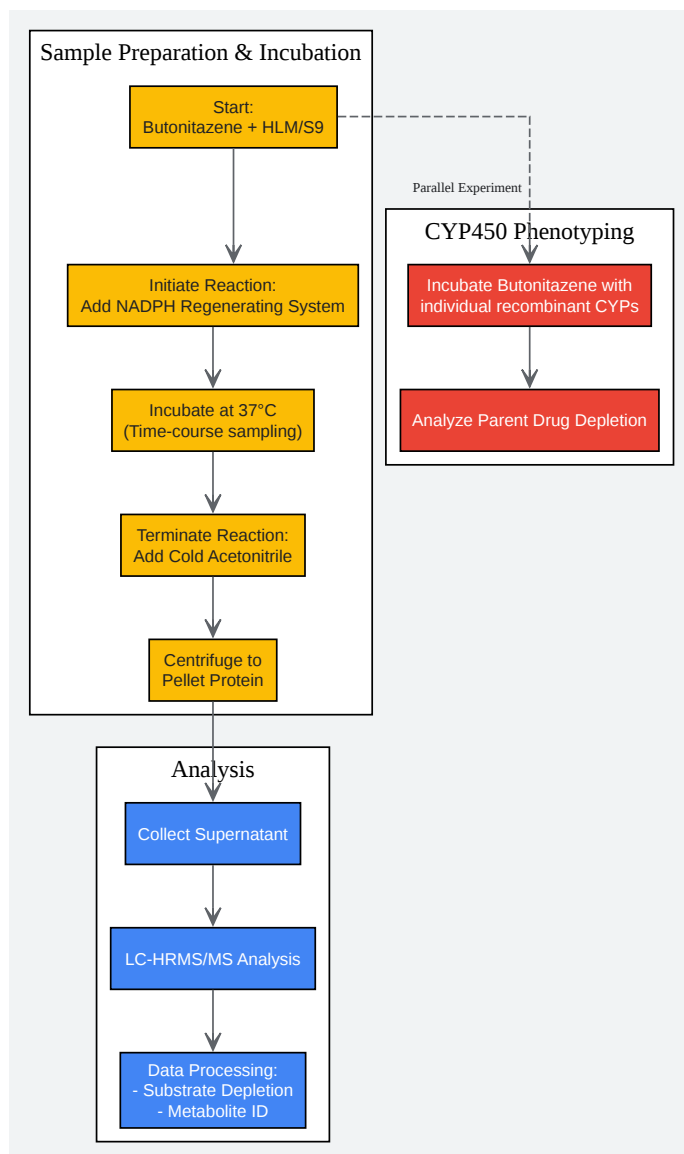 Sample Preparation & Incubation
Start:
Butonitazene + HLM/S9
Parallel Experiment
CYP450 Phenotyping
Initiate Reaction:
Add NADPH Regenerating System
Incubate Butonitazene with
individual recombinant CYPs
Incubate at 37°C
(Time-course sampling)
Analyze Parent Drug Depletion
Terminate Reaction:
Add Cold Acetonitrile
Centrifuge to
Pellet Protein
Analysis
Collect Supernatant
LC-HRMS/MS Analysis
Data Processing:
- Substrate Depletion
- Metabolite ID